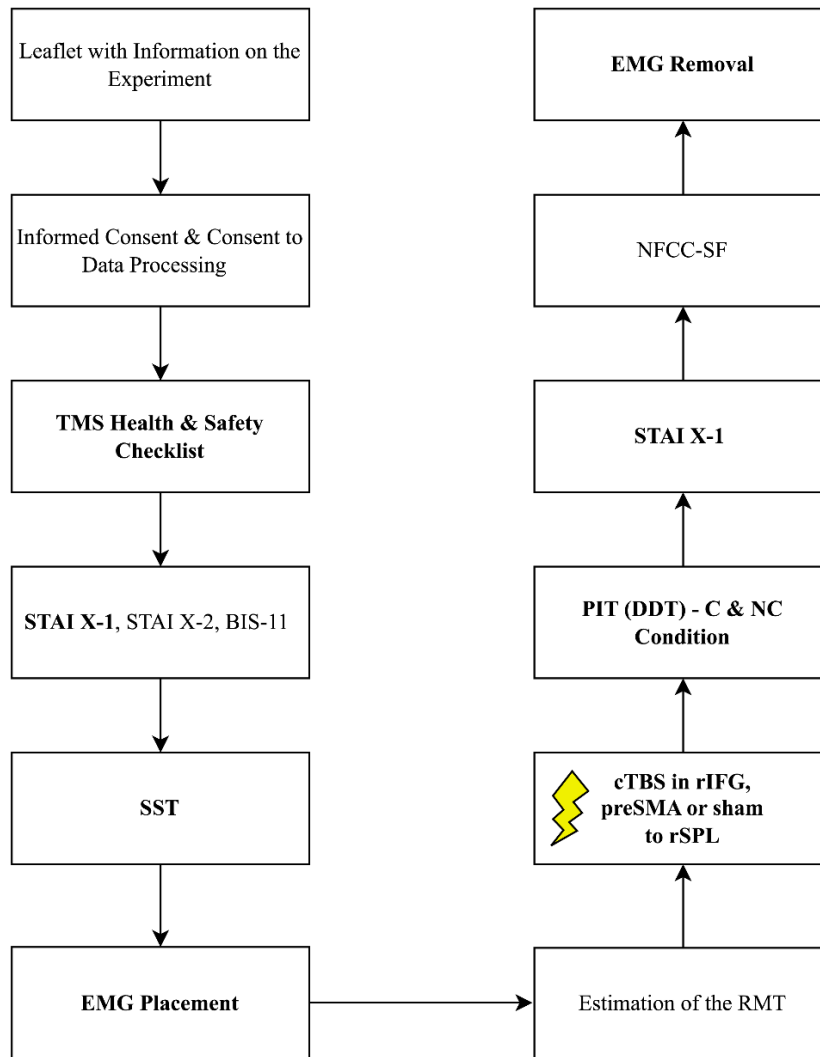 Leaflet with Information on the
Experiment
Informed Consent & Consent to
Data Processing
TMS Health & Safety
Checklist
STAI X-1, STAI X-2, BIS-11
SST
EMG Placement
Estimation of the RMT
cTBS in rIFG,
preSMA or sham
to rSPL
PIT (DDT) - C & NC
Condition
STAI X-1
NFCC-SF
EMG Removal